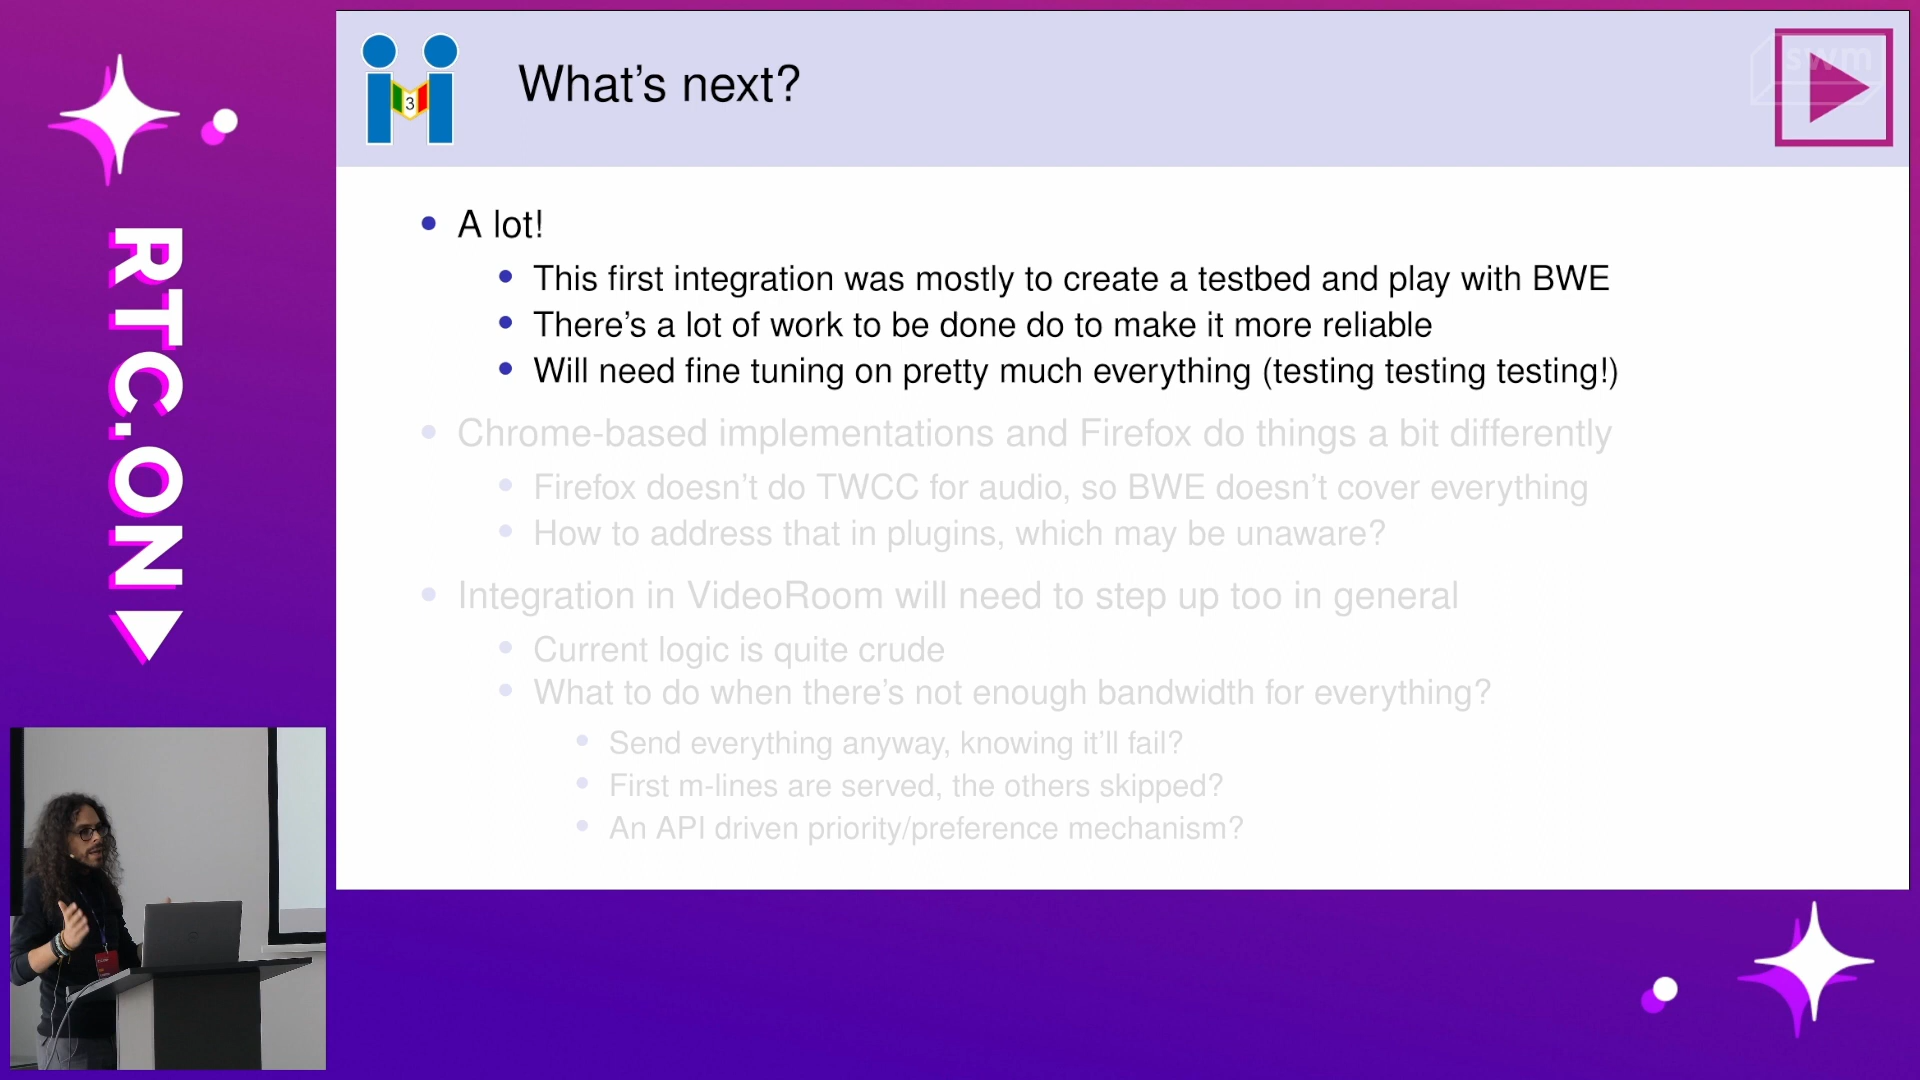 What's next?
3
swm
RTC.ON
A lot!
This first integration was mostly to create a testbed and play with BWE
There's a lot of work to be done do to make it more reliable
Will need fine tuning on pretty much everything (testing testing testing!)
Chrome-based implementations and Firefox do things a bit differently
Firefox doesn't do TWCC for audio, so BWE doesn't cover everything
How to address that in plugins, which may be unaware?
Integration in VideoRoom will need to step up too in general
Current logic is quite crude
What to do when there's not enough bandwidth for everything?
Send everything anyway, knowing it'll fail?
First m-lines are served, the others skipped?
An API driven priority/preference mechanism?